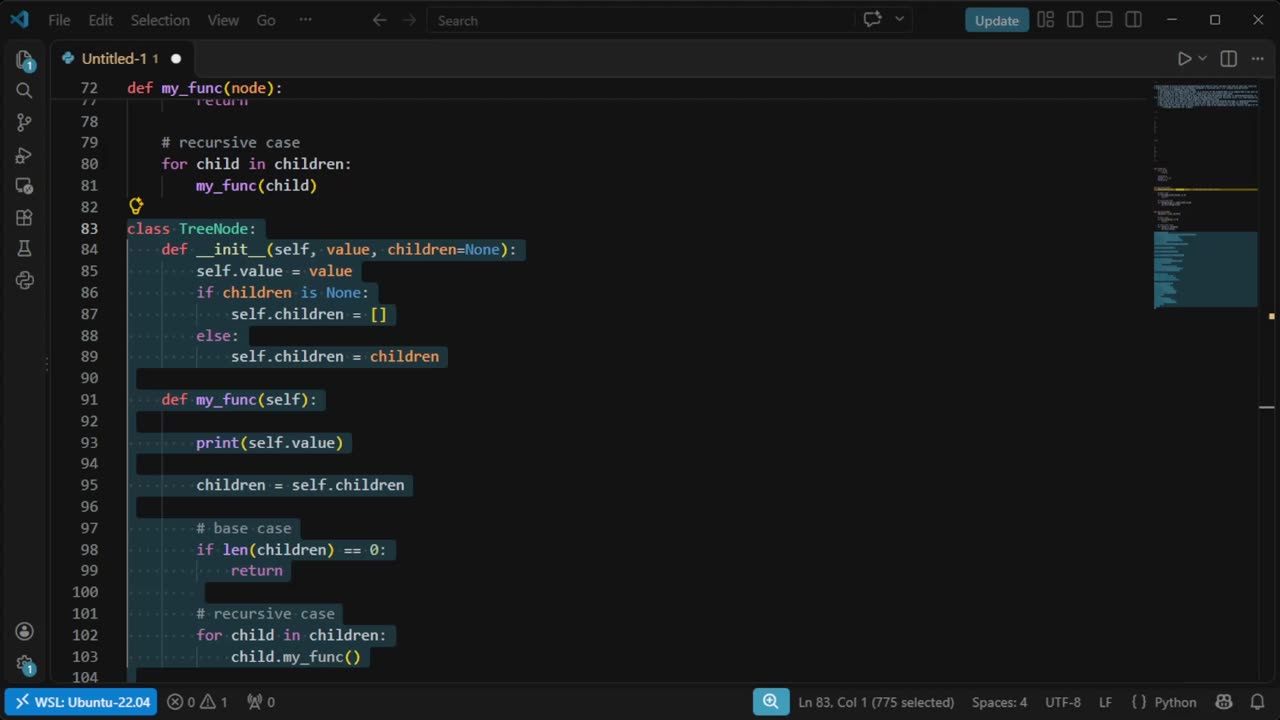 File Edit Selection View Go ··· Search Update
Untitled-1 1
72 def my_func(node):
77 return
78
79 # recursive case
80 for child in children:
81 my_func(child)
82
83 class TreeNode:
84 def __init__(self, value, children=None):
85 self.value = value
86 if children is None:
87 self.children = []
88 else:
89 self.children = children
90
91 def my_func(self):
92
93 print(self.value)
94
95 children = self.children
96
97 # base case
98 if len(children) == 0:
99 return
100
101 # recursive case
102 for child in children:
103 child.my_func()
104
1
1
WSL: Ubuntu-22.04 0 1 0 Ln 83, Col 1 (775 selected) Spaces: 4 UTF-8 LF {} Python